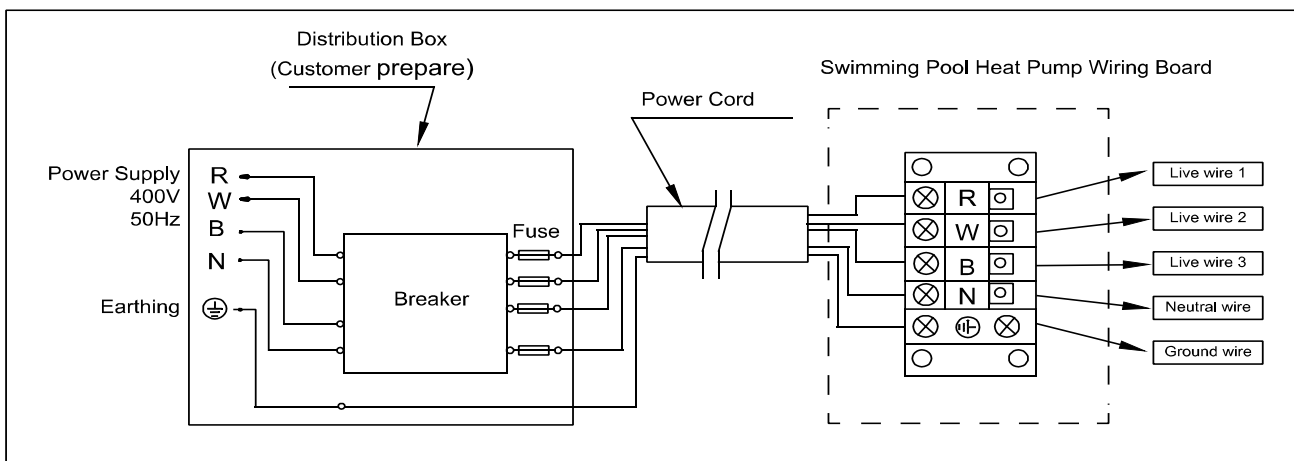 Distribution Box
(Customer prepare)
Swimming Pool Heat Pump Wiring Board
Power Cord
Power Supply
400V
50Hz
R
W
B
N
Earthing
Breaker
Fuse
R
W
B
N
Live wire 1
Live wire 2
Live wire 3
Neutral wire
Ground wire